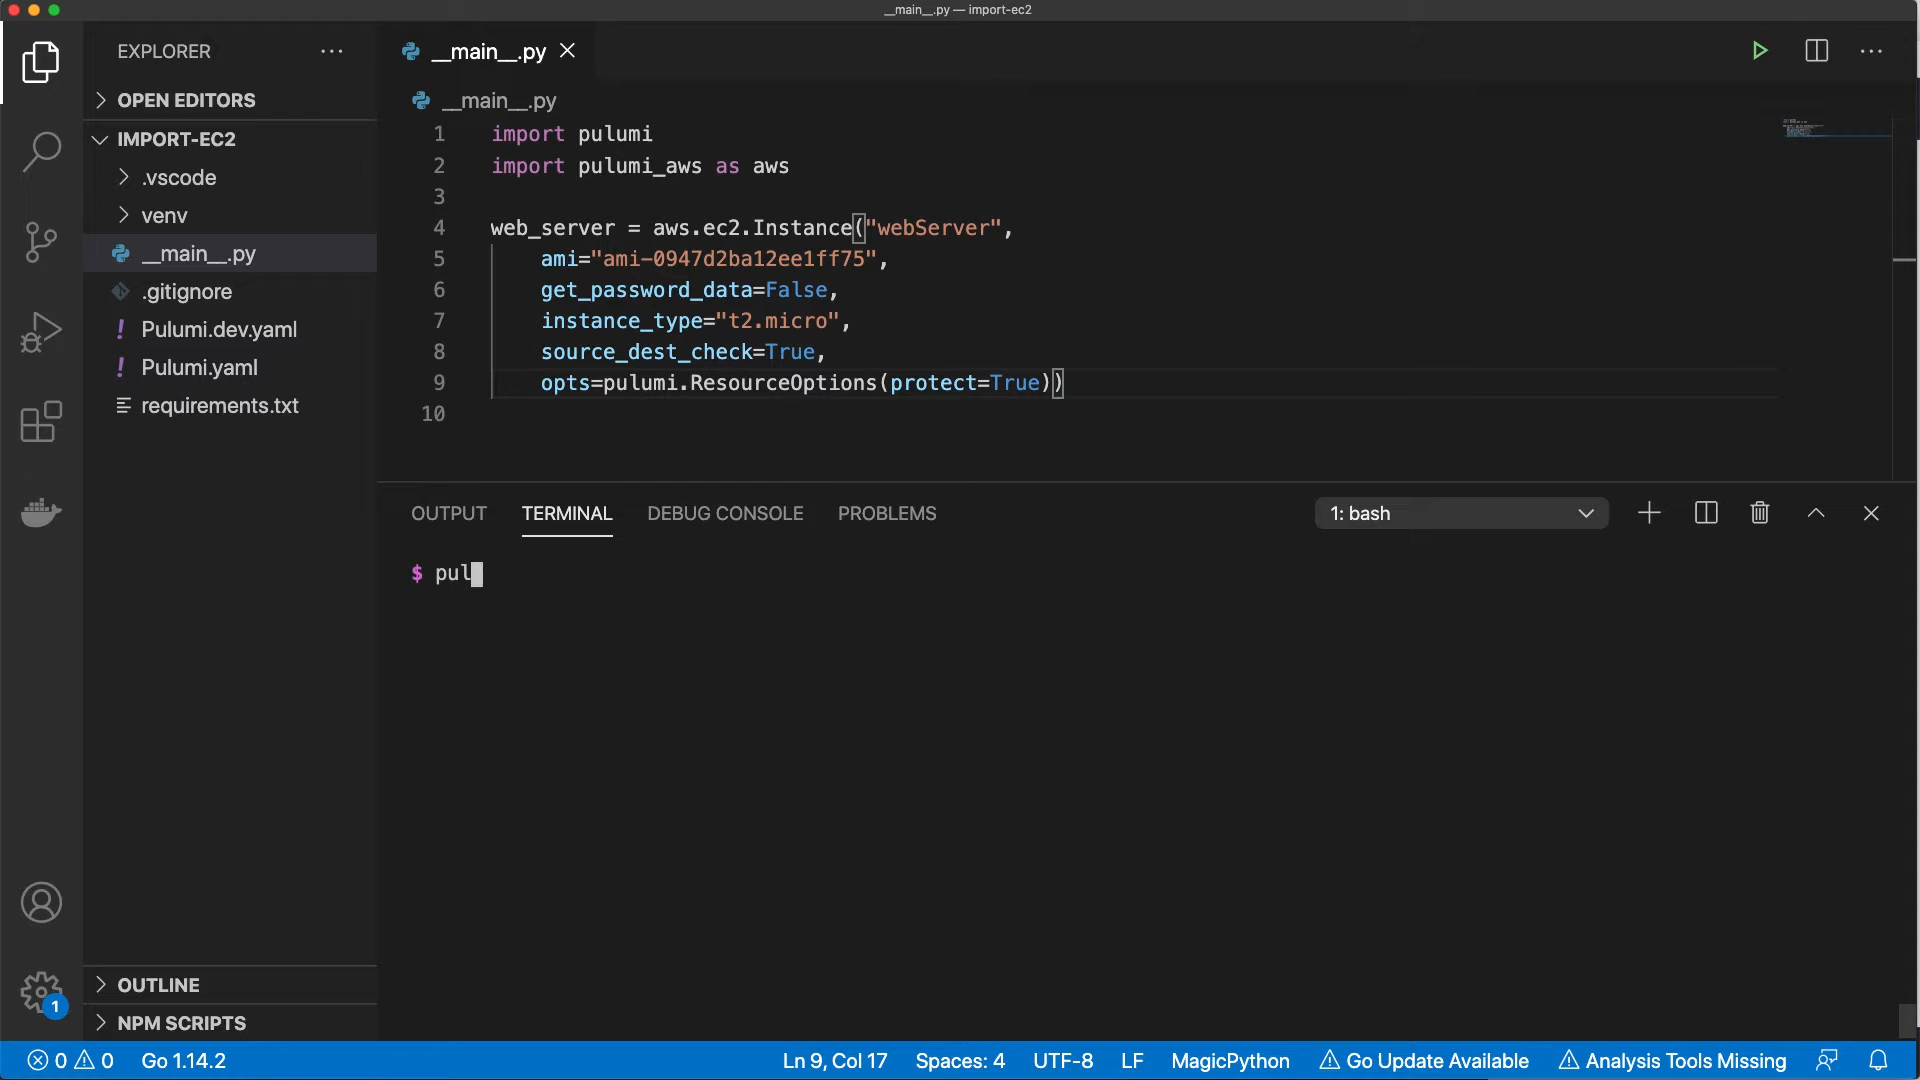 __main__.py — import-ec2
EXPLORER
OPEN EDITORS
IMPORT-EC2
.vscode
venv
__main__.py
.gitignore
! Pulumi.dev.yaml
! Pulumi.yaml
requirements.txt
OUTLINE
NPM SCRIPTS
1
__main__.py
__main__.py
1 import pulumi
2 import pulumi_aws as aws
3
4 web_server = aws.ec2.Instance("webServer",
5     ami="ami-0947d2ba12ee1ff75",
6     get_password_data=False,
7     instance_type="t2.micro",
8     source_dest_check=True,
9     opts=pulumi.ResourceOptions(protect=True))
10
OUTPUT TERMINAL DEBUG CONSOLE PROBLEMS 1: bash
$ pul
0 0 Go 1.14.2 Ln 9, Col 17 Spaces: 4 UTF-8 LF MagicPython Go Update Available Analysis Tools Missing